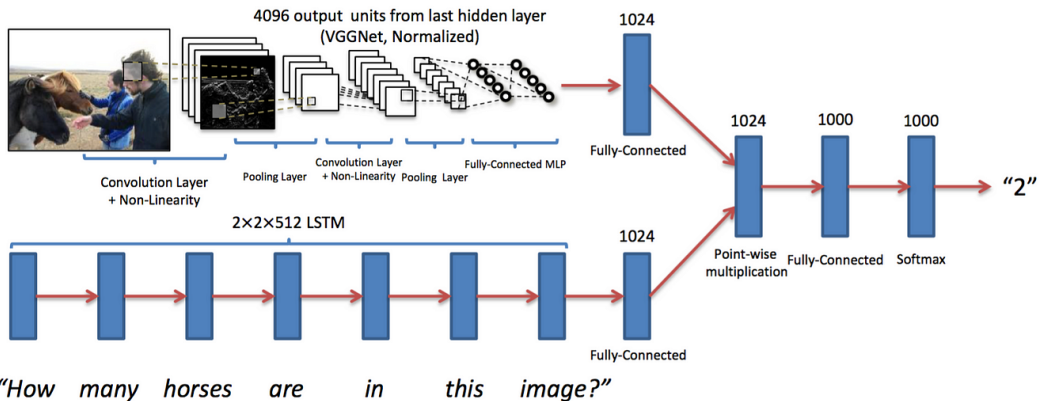 4096 output units from last hidden layer
(VGGNet, Normalized)
1024
Fully-Connected
Convolution Layer
+ Non-Linearity
Pooling Layer
Convolution Layer
+ Non-Linearity
Pooling Layer
Fully-Connected MLP
1024
1000
1000
"2"
Point-wise
multiplication
Fully-Connected
Softmax
2×2×512 LSTM
1024
Fully-Connected
"How many horses are in this image?"